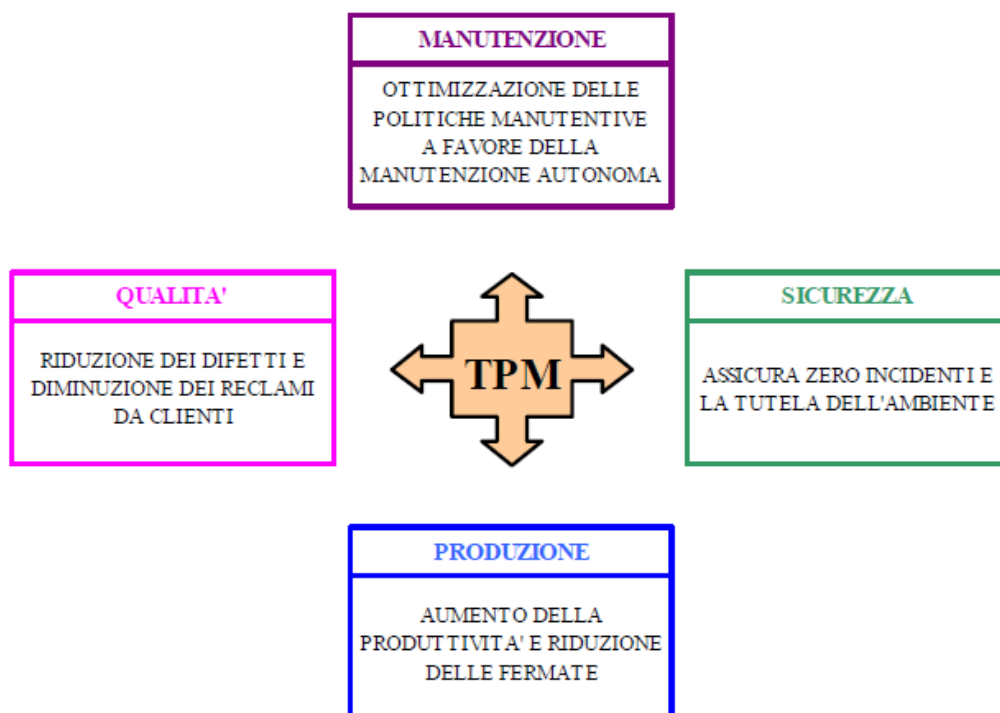 MANUTENZIONE
OTTIMIZZAZIONE DELLE
POLITICHE MANUTENTIVE
A FAVORE DELLA
MANUTENZIONE AUTONOMA
QUALITA'
RIDUZIONE DEI DIFETTI E
DIMINUZIONE DEI RECLAMI
DA CLIENTI
TPM
SICUREZZA
ASSICURA ZERO INCIDENTI E
LA TUTELA DELL'AMBIENTE
PRODUZIONE
AUMENTO DELLA
PRODUTTIVITA' E RIDUZIONE
DELLE FERMATE